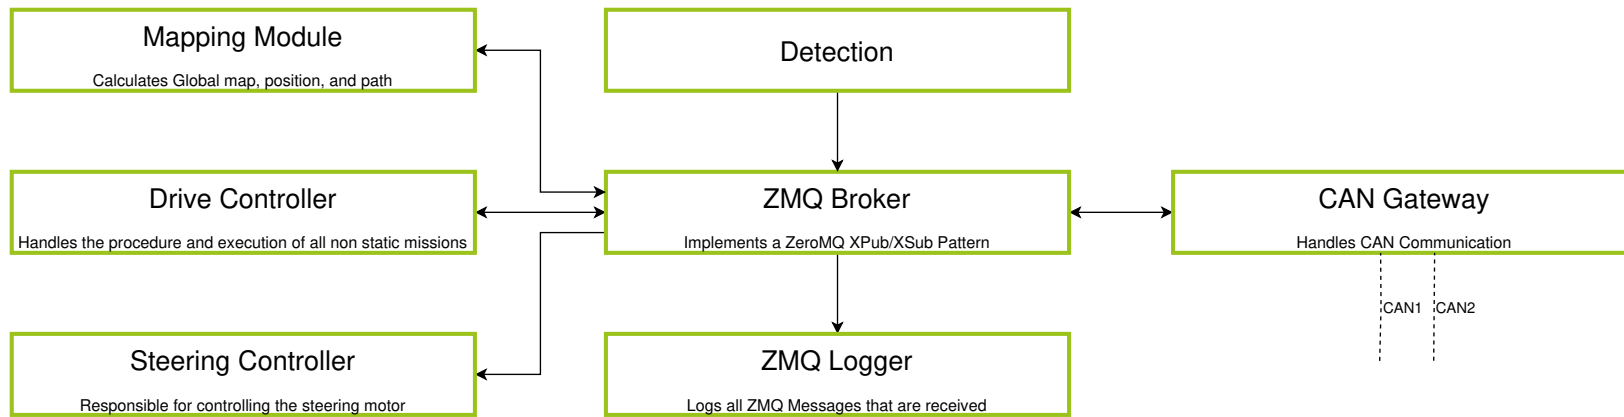 Mapping Module
Calculates Global map, position, and path
Detection
Drive Controller
Handles the procedure and execution of all non static missions
ZMQ Broker
Implements a ZeroMQ XPub/XSub Pattern
CAN Gateway
Handles CAN Communication
CAN1
CAN2
Steering Controller
Responsible for controlling the steering motor
ZMQ Logger
Logs all ZMQ Messages that are received